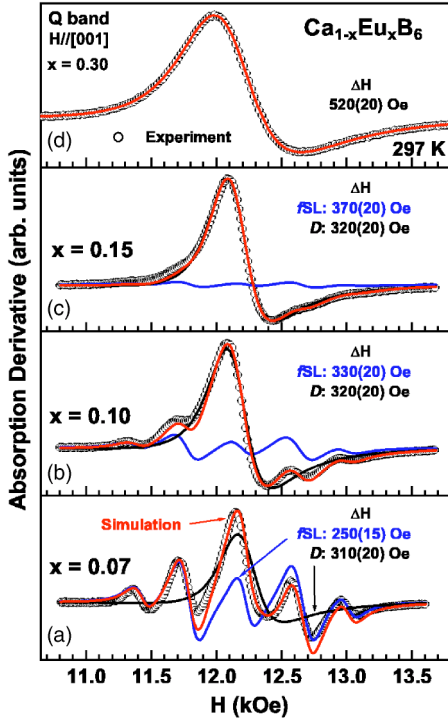 Q band
H//[001]
x = 0.30
Ca1-xEuxB6
ΔH
520(20) Oe
Experiment
(d)
297 K
ΔH
fSL: 370(20) Oe
D: 320(20) Oe
x = 0.15
(c)
ΔH
fSL: 330(20) Oe
D: 320(20) Oe
x = 0.10
(b)
ΔH
Simulation
fSL: 250(15) Oe
D: 310(20) Oe
x = 0.07
(a)
Absorption Derivative (arb. units)
11.0 11.5 12.0 12.5 13.0 13.5
H (kOe)